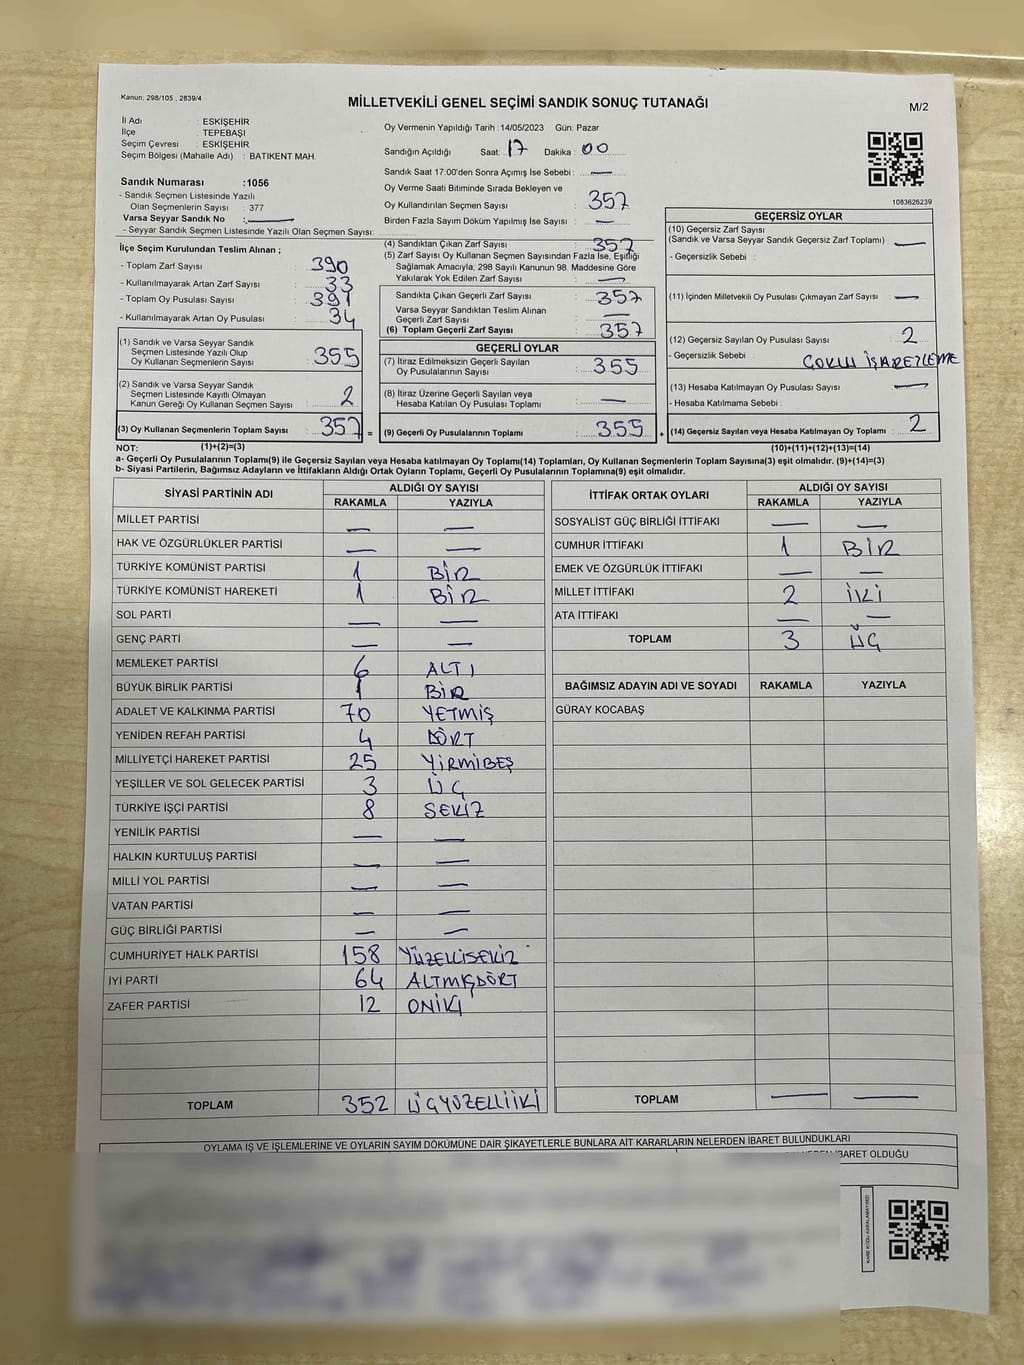 Kanun, 298/105 , 2839/4
MİLLETVEKİLİ GENEL SEÇİMİ SANDIK SONUÇ TUTANAĞI
M/2
İl Adı : ESKİŞEHİR
İlçe : TEPEBAŞI
Seçim Çevresi : ESKİŞEHİR
Seçim Bölgesi (Mahalle Adı) : BATIKENT MAH.
Sandık Numarası :1056
- Sandık Seçmen Listesinde Yazılı
Olan Seçmenlerin Sayısı : 377
Varsa Seyyar Sandık No : —
- Seyyar Sandık Seçmen Listesinde Yazılı Olan Seçmen Sayısı:
Oy Vermenin Yapıldığı Tarih :14/05/2023 Gün: Pazar
Sandığın Açıldığı Saat: 17 Dakika : 00
Sandık Saat 17:00'den Sonra Açımış İse Sebebi : —
Oy Verme Saati Bitiminde Sırada Bekleyen ve
Oy Kullandırılan Seçmen Sayısı : 357
Birden Fazla Sayım Döküm Yapılmış İse Sayısı : —
1083626239
İlçe Seçim Kurulundan Teslim Alınan ;
- Toplam Zarf Sayısı : 390
- Kullanılmayarak Artan Zarf Sayısı : 33
- Toplam Oy Pusulası Sayısı : 391
- Kullanılmayarak Artan Oy Pusulası : 34
(1) Sandık ve Varsa Seyyar Sandık
Seçmen Listesinde Yazılı Olup
Oy Kullanan Seçmenlerin Sayısı : 355
(2) Sandık ve Varsa Seyyar Sandık
Seçmen Listesinde Kayıtlı Olmayan
Kanun Gereği Oy Kullanan Seçmen Sayısı : 2
(3) Oy Kullanan Seçmenlerin Toplam Sayısı : 357 =
(4) Sandıktan Çıkan Zarf Sayısı : 357
(5) Zarf Sayısı Oy Kullanan Seçmen Sayısından Fazla İse, Eşitliği
Sağlamak Amacıyla, 298 Sayılı Kanunun 98. Maddesine Göre
Yakılarak Yok Edilen Zarf Sayısı : —
Sandıkta Çıkan Geçerli Zarf Sayısı : 357
Varsa Seyyar Sandıktan Teslim Alınan
Geçerli Zarf Sayısı : —
(6) Toplam Geçerli Zarf Sayısı : 357
GEÇERLİ OYLAR
(7) İtiraz Edilmeksizin Geçerli Sayılan
Oy Pusulalarının Sayısı : 355
(8) İtiraz Üzerine Geçerli Sayılan veya
Hesaba Katılan Oy Pusulası Toplamı : —
(9) Geçerli Oy Pusulalarının Toplamı : 355 +
GEÇERSİZ OYLAR
(10) Geçersiz Zarf Sayısı
(Sandık ve Varsa Seyyar Sandık Geçersiz Zarf Toplamı) : —
- Geçersizlik Sebebi :
(11) İçinden Milletvekili Oy Pusulası Çıkmayan Zarf Sayısı : —
(12) Geçersiz Sayılan Oy Pusulası Sayısı : 2
- Geçersizlik Sebebi : ÇOKLU İŞARETLEME
(13) Hesaba Katılmayan Oy Pusulası Sayısı : —
- Hesaba Katılmama Sebebi :
(14) Geçersiz Sayılan veya Hesaba Katılmayan Oy Toplamı : 2
NOT: (1)+(2)=(3) (10)+(11)+(12)+(13)=(14)
a- Geçerli Oy Pusulalarının Toplamı(9) ile Geçersiz Sayılan veya Hesaba Katılmayan Oy Toplamı(14) Toplamları, Oy Kullanan Seçmenlerin Toplam Sayısına(3) eşit olmalıdır. (9)+(14)=(3)
b- Siyasi Partilerin, Bağımsız Adayların ve İttifakların Aldığı Ortak Oyların Toplamı, Geçerli Oy Pusulalarının Toplamına(9) eşit olmalıdır.
SİYASİ PARTİNİN ADI ALDIĞI OY SAYISI
RAKAMLA YAZIYLA
MİLLET PARTİSİ — —
HAK VE ÖZGÜRLÜKLER PARTİSİ — —
TÜRKİYE KOMÜNİST PARTİSİ 1 BİR
TÜRKİYE KOMÜNİST HAREKETİ 1 BİR
SOL PARTİ — —
GENÇ PARTİ — —
MEMLEKET PARTİSİ 6 ALTI
BÜYÜK BİRLİK PARTİSİ 1 BİR
ADALET VE KALKINMA PARTİSİ 70 YETMİŞ
YENİDEN REFAH PARTİSİ 4 DÖRT
MİLLİYETÇİ HAREKET PARTİSİ 25 YİRMİBEŞ
YEŞİLLER VE SOL GELECEK PARTİSİ 3 ÜÇ
TÜRKİYE İŞÇİ PARTİSİ 8 SEKİZ
YENİLİK PARTİSİ — —
HALKIN KURTULUŞ PARTİSİ — —
MİLLİ YOL PARTİSİ — —
VATAN PARTİSİ — —
GÜÇ BİRLİĞİ PARTİSİ — —
CUMHURİYET HALK PARTİSİ 158 YÜZELLİSEKİZ
İYİ PARTİ 64 ALTMIŞDÖRT
ZAFER PARTİSİ 12 ONİKİ
TOPLAM 352 ÜÇYÜZELLİİKİ
İTTİFAK ORTAK OYLARI ALDIĞI OY SAYISI
RAKAMLA YAZIYLA
SOSYALİST GÜÇ BİRLİĞİ İTTİFAKI — —
CUMHUR İTTİFAKI 1 BİR
EMEK VE ÖZGÜRLÜK İTTİFAKI — —
MİLLET İTTİFAKI 2 İKİ
ATA İTTİFAKI — —
TOPLAM 3 ÜÇ
BAĞIMSIZ ADAYIN ADI VE SOYADI RAKAMLA YAZIYLA
GÜRAY KOCABAŞ
TOPLAM — —
OYLAMA İŞ VE İŞLEMLERİNE VE OYLARIN SAYIM DÖKÜMÜNE DAİR ŞİKAYETLERLE BUNLARA AİT KARARLARIN NELERDEN İBARET BULUNDUKLARI
İBARET OLDUĞU
KARE KODU KARALAMAYINIZ!